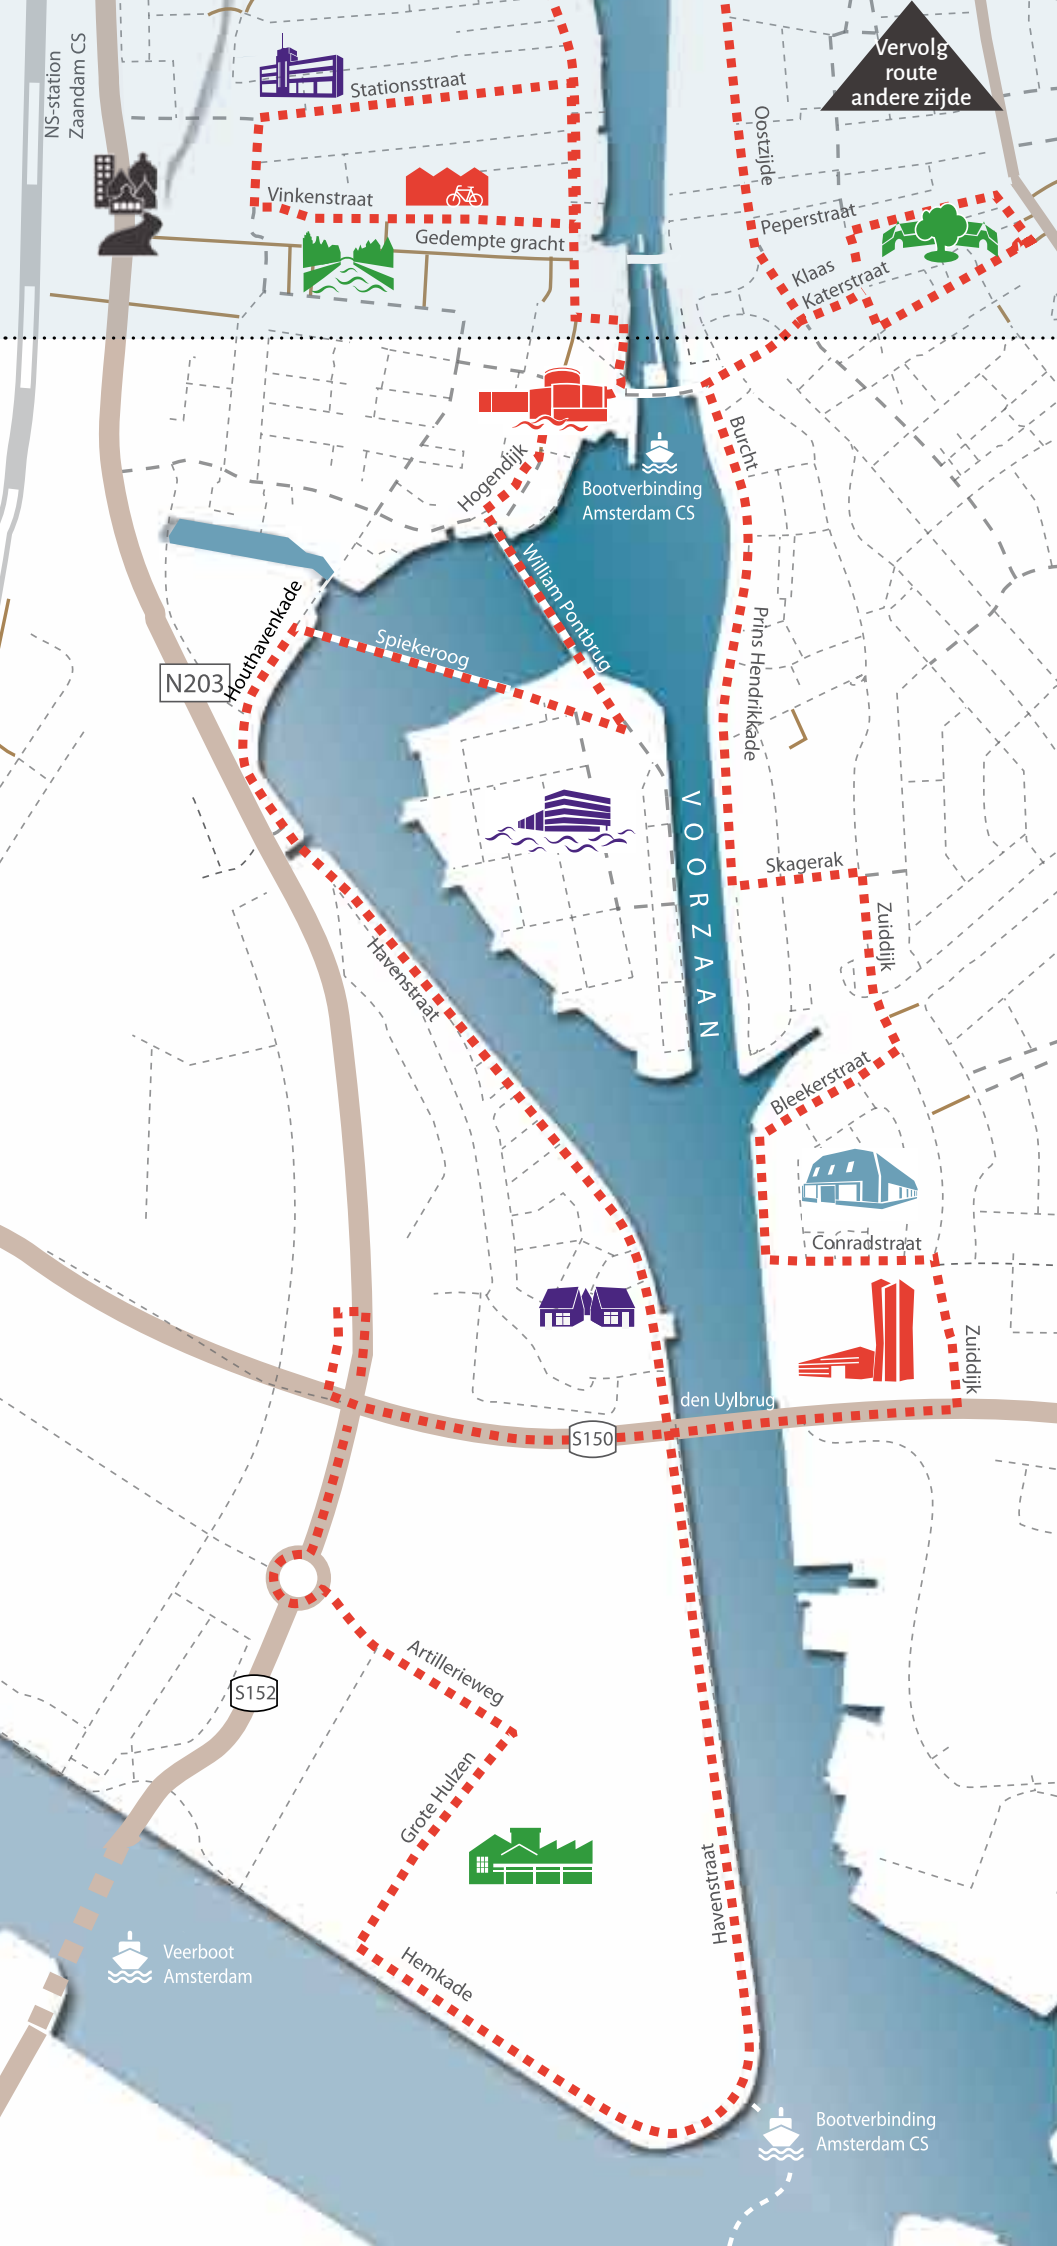 NS-station
Zaandam CS
Stationsstraat
Vervolg
route
andere zijde
Oostzijde
Vinkenstraat
Gedempte gracht
Peperstraat
Klaas
Katerstraat
Burcht
Hogendijk
Bootverbinding
Amsterdam CS
William Pontbrug
Houthavenkade
Spiekeroog
N203
Prins Hendrikkade
VOORZAAN
Skagerak
Zuiddijk
Havenstraat
Bleekerstraat
Conradstraat
Zuiddijk
den Uylbrug
S150
Artillerieweg
S152
Grote Hulzen
Havenstraat
Hemkade
Veerboot
Amsterdam
Bootverbinding
Amsterdam CS